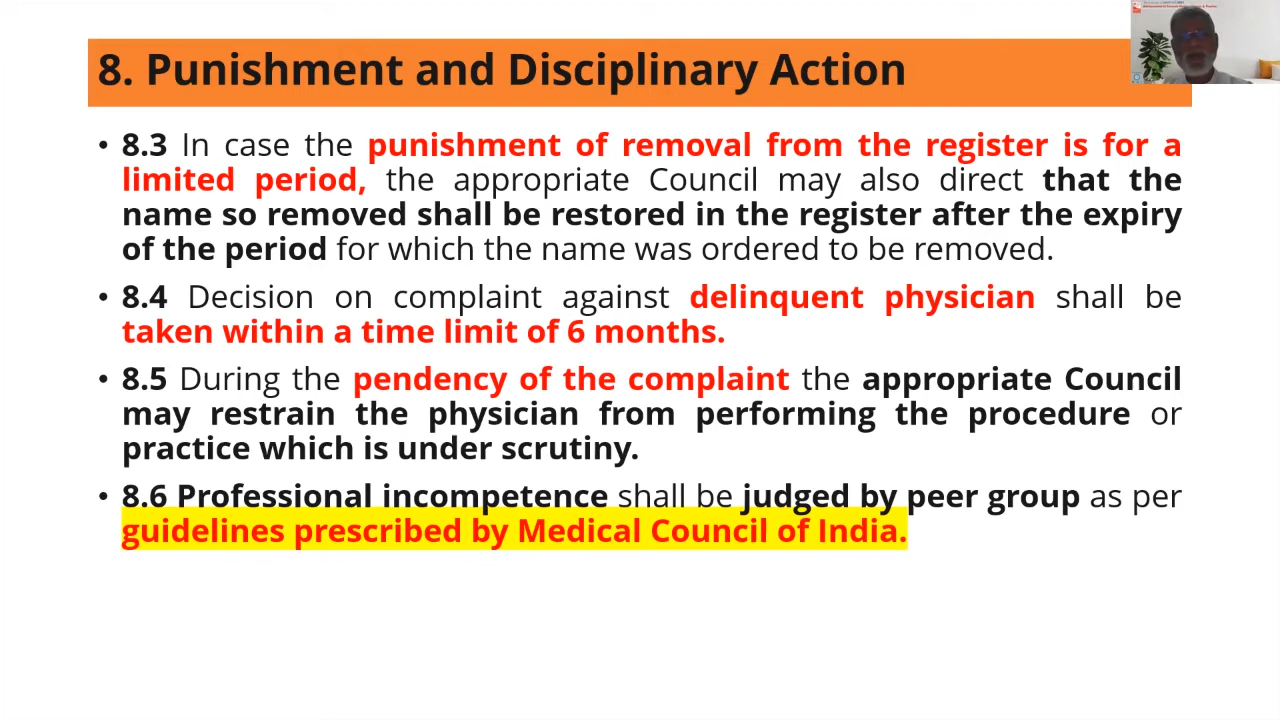 8. Punishment and Disciplinary Action
• 8.3 In case the punishment of removal from the register is for a
limited period, the appropriate Council may also direct that the
name so removed shall be restored in the register after the expiry
of the period for which the name was ordered to be removed.
• 8.4 Decision on complaint against delinquent physician shall be
taken within a time limit of 6 months.
• 8.5 During the pendency of the complaint the appropriate Council
may restrain the physician from performing the procedure or
practice which is under scrutiny.
• 8.6 Professional incompetence shall be judged by peer group as per
guidelines prescribed by Medical Council of India.